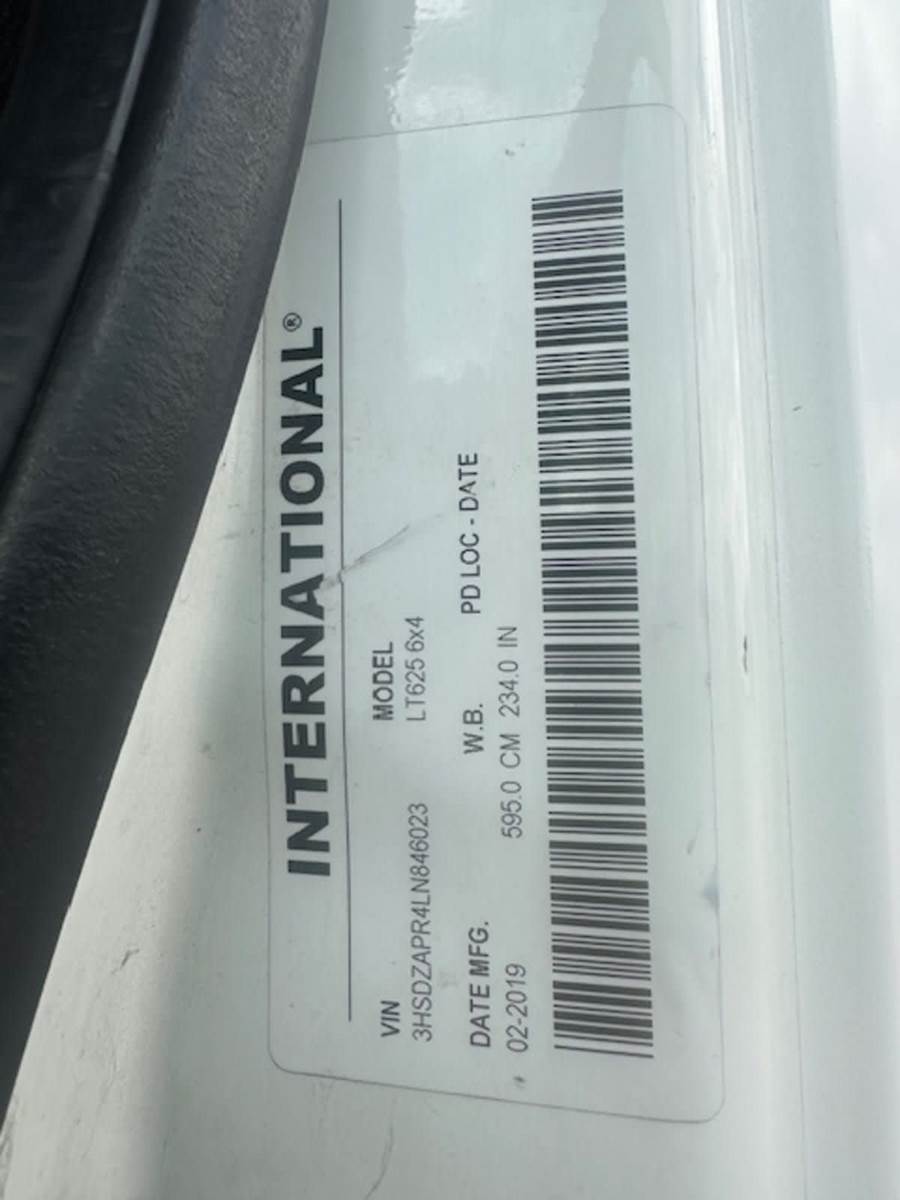 INTERNATIONAL®
VIN MODEL
3HSDZAPR4LN846023 LT625 6x4
DATE MFG. W.B. PD LOC - DATE
02-2019 595.0 CM 234.0 IN